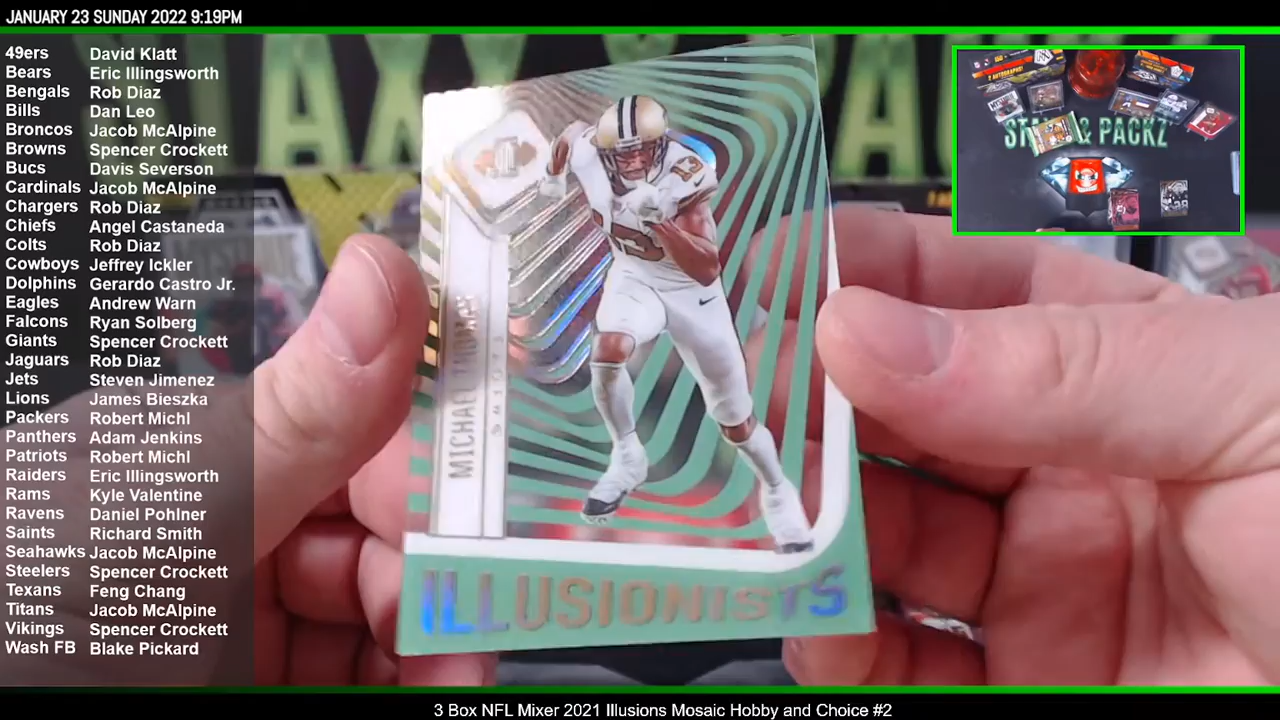 JANUARY 23 SUNDAY 2022 9:19PM
49ers David Klatt
Bears Eric Illingsworth
Bengals Rob Diaz
Bills Dan Leo
Broncos Jacob McAlpine
Browns Spencer Crockett
Bucs Davis Severson
Cardinals Jacob McAlpine
Chargers Rob Diaz
Chiefs Angel Castaneda
Colts Rob Diaz
Cowboys Jeffrey Ickler
Dolphins Gerardo Castro Jr.
Eagles Andrew Warn
Falcons Ryan Solberg
Giants Spencer Crockett
Jaguars Rob Diaz
Jets Steven Jimenez
Lions James Bieszka
Packers Robert Michl
Panthers Adam Jenkins
Patriots Robert Michl
Raiders Eric Illingsworth
Rams Kyle Valentine
Ravens Daniel Pohlner
Saints Richard Smith
Seahawks Jacob McAlpine
Steelers Spencer Crockett
Texans Feng Chang
Titans Jacob McAlpine
Vikings Spencer Crockett
Wash FB Blake Pickard
13
13
MICHAEL THOMAS
SAINTS
ILLUSIONISTS
& PACKZ
3 Box NFL Mixer 2021 Illusions Mosaic Hobby and Choice #2